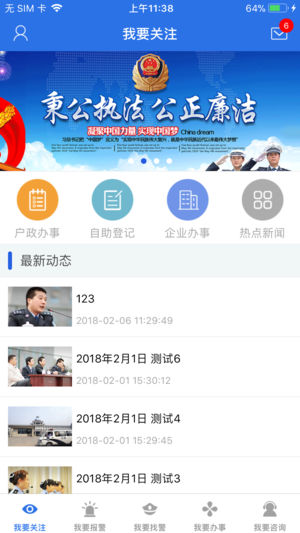 无 SIM 卡
上午11:38
64%
我要关注
6
秉公执法 公正廉洁
凝聚中国力量 实现中国梦 China dream
户政办事
自助登记
企业办事
热点新闻
最新动态
123
2018-02-06 11:29:49
2018年2月1日 测试6
2018-02-01 15:30:12
2018年2月1日 测试4
2018-02-01 15:29:45
2018年2月1日 测试3
我要关注
我要报警
我要找警
我要办事
我要咨询